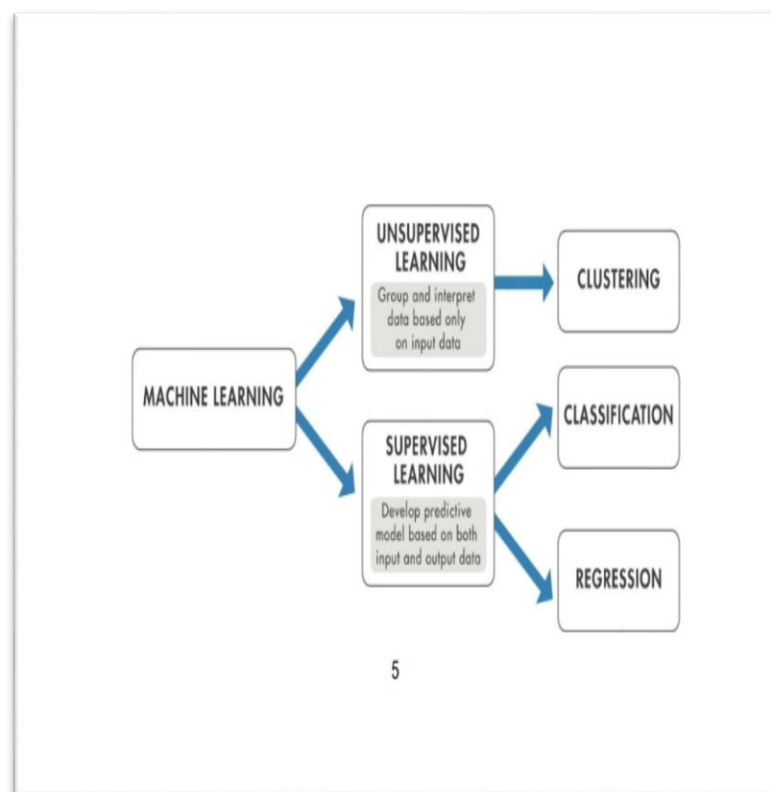 MACHINE LEARNING
UNSUPERVISED
LEARNING
Group and interpret
data based only
on input data
SUPERVISED
LEARNING
Develop predictive
model based on both
input and output data
CLUSTERING
CLASSIFICATION
REGRESSION
5